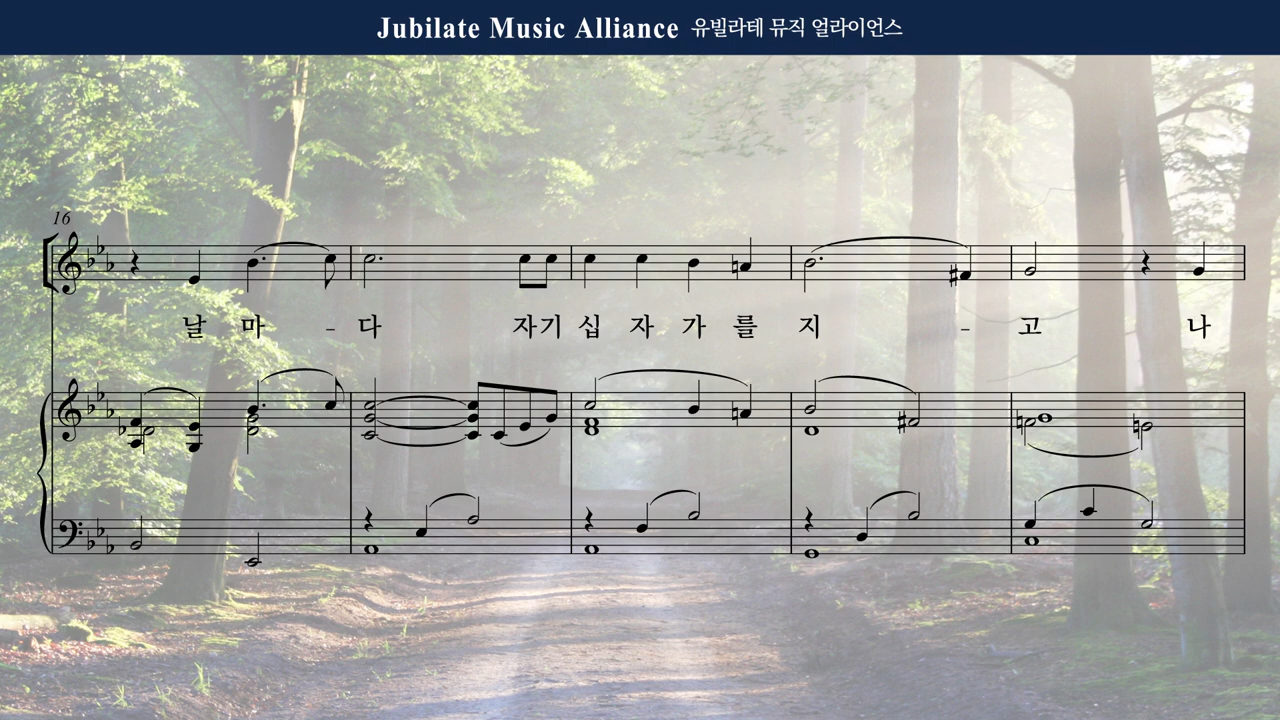 Jubilate Music Alliance 유빌라테 뮤직 얼라이언스
16
날 마 - 다 자기 십 자 가 를 지 - 고 나